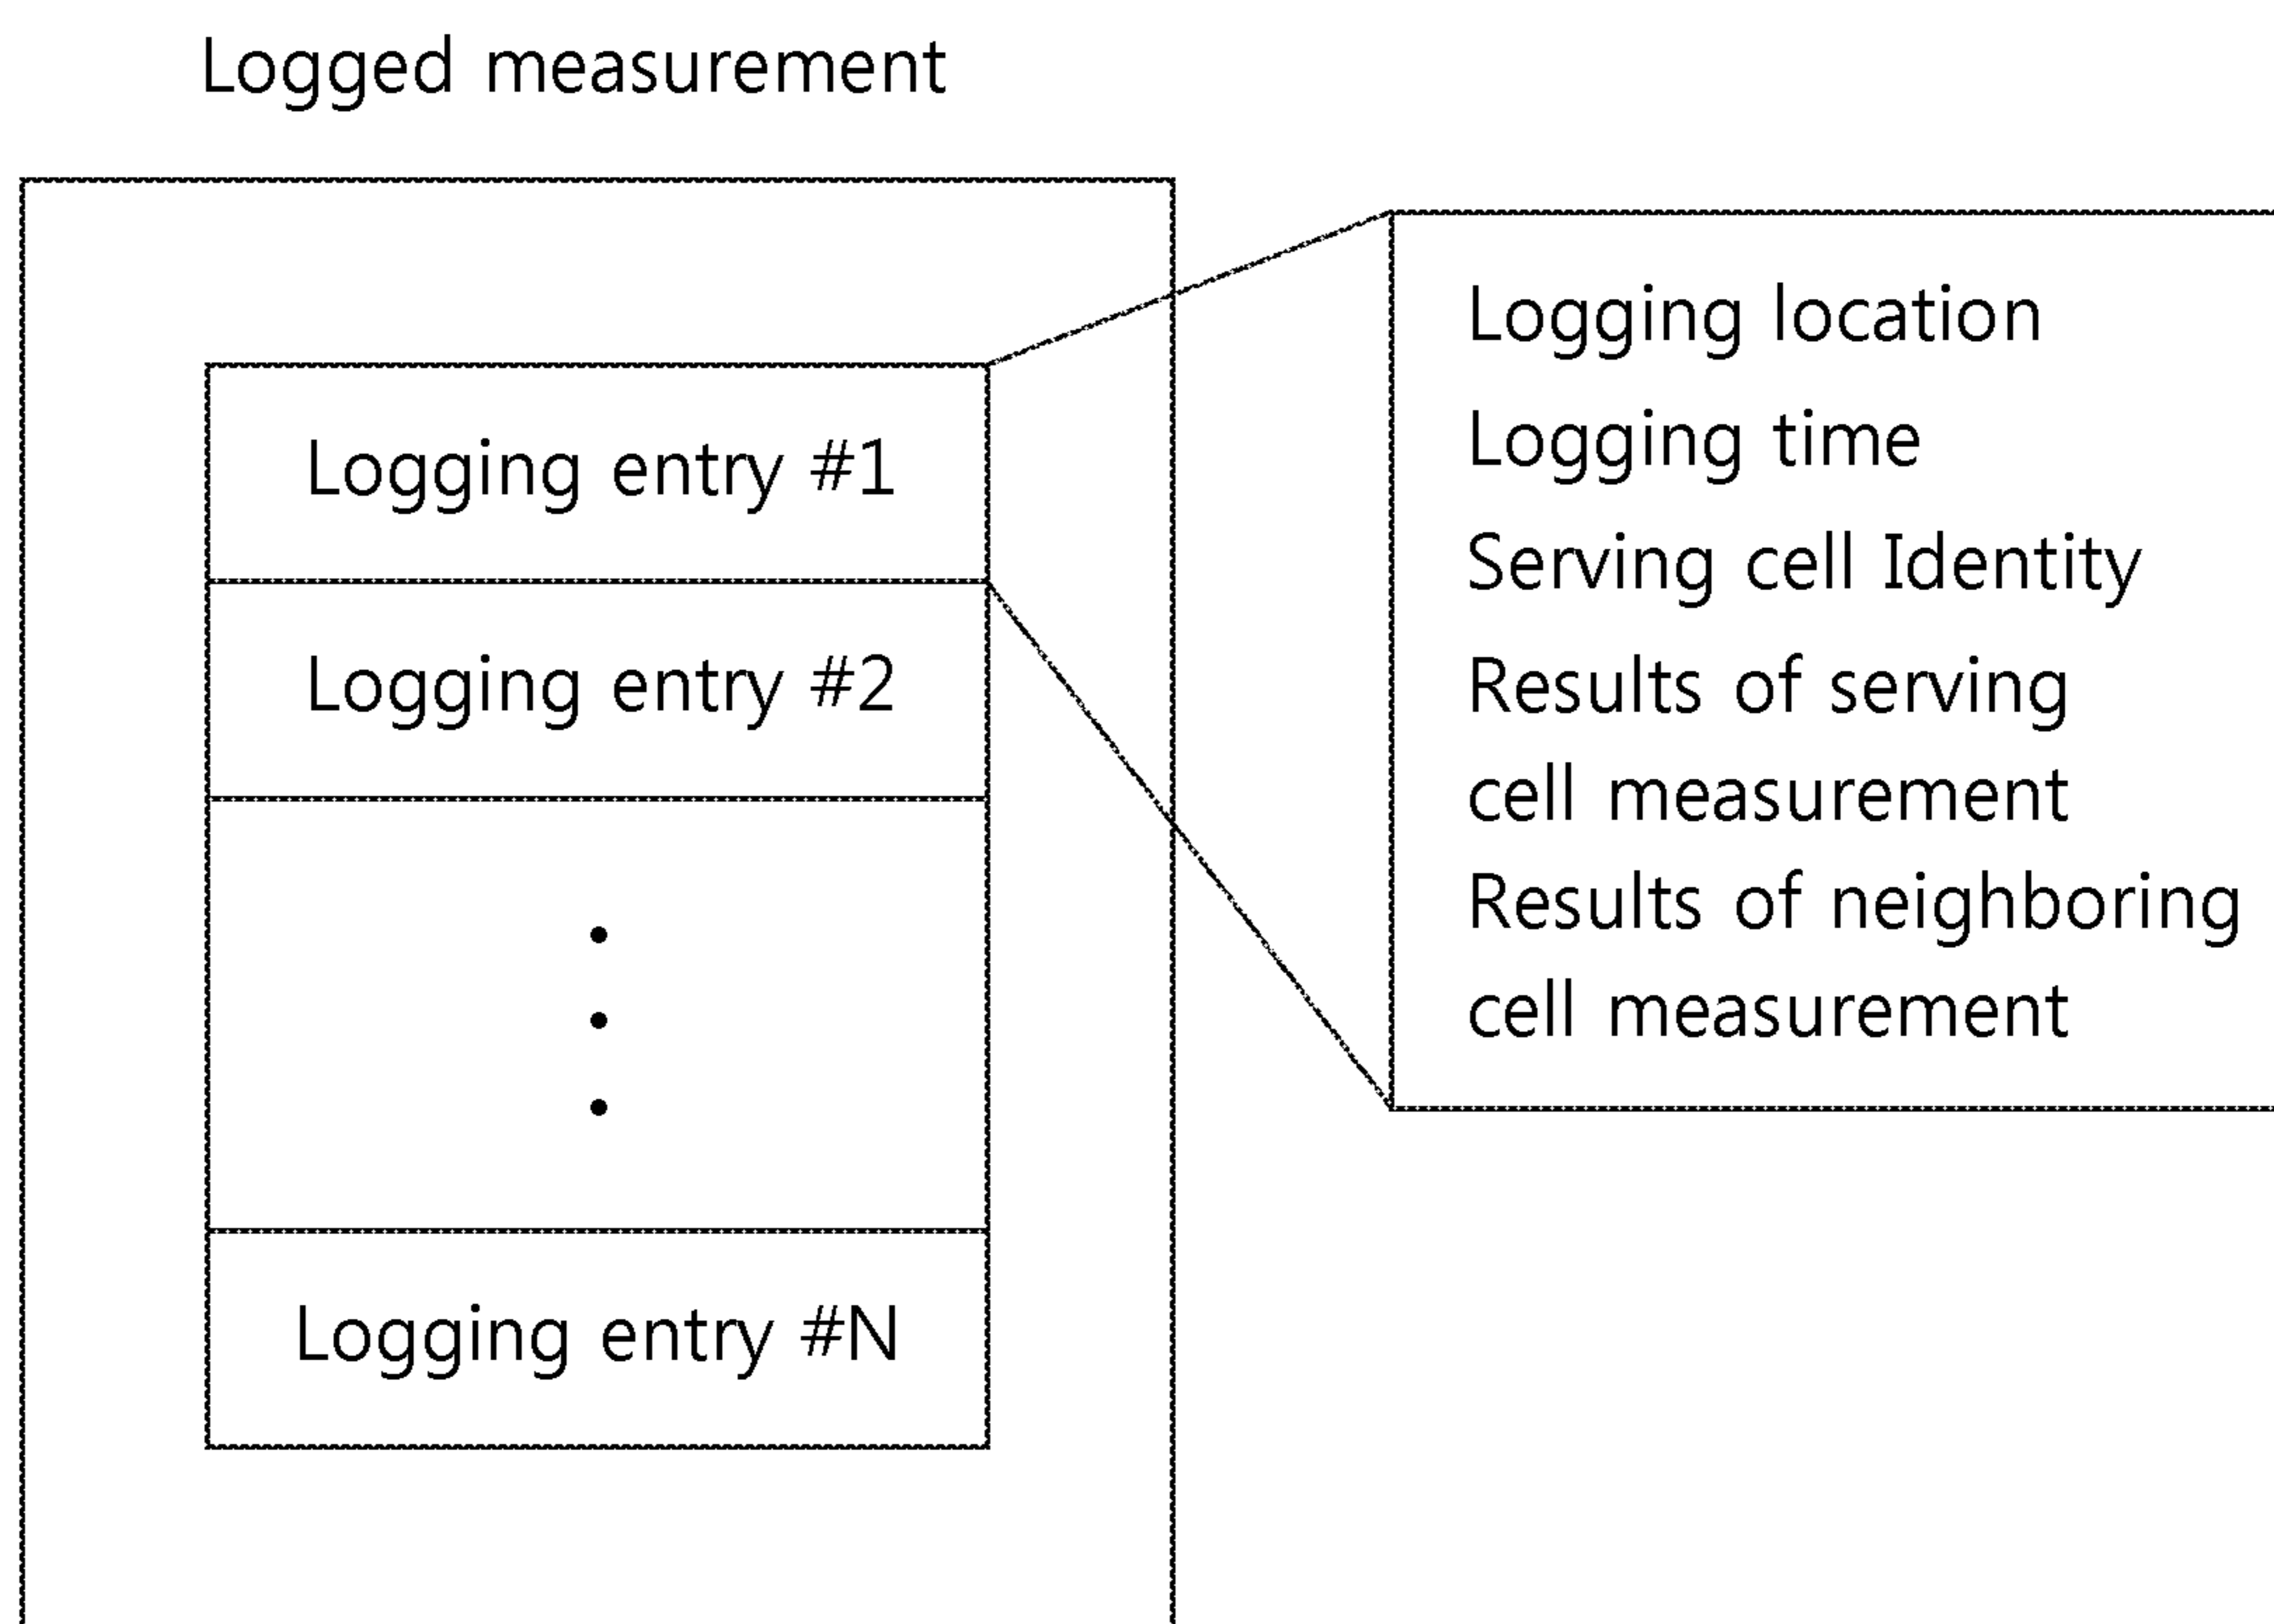 Logged measurement
Logging entry #1
Logging entry #2
Logging entry #N
Logging location
Logging time
Serving cell Identity
Results of serving
cell measurement
Results of neighboring
cell measurement